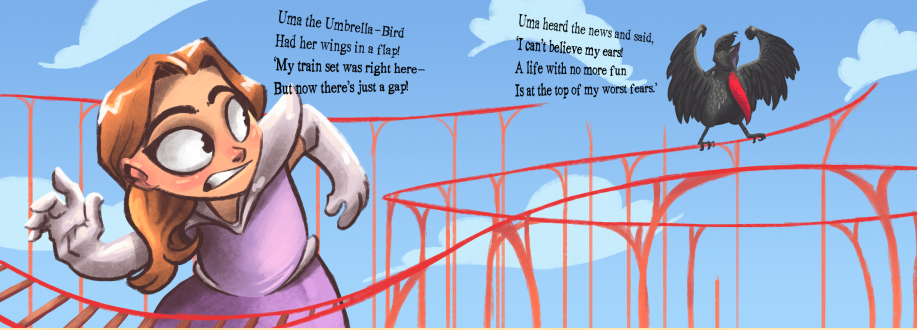 Uma the Umbrella-Bird
Had her wings in a flap!
'My train set was right here—
But now there's just a gap!
Uma heard the news and said,
'I can't believe my ears!
A life with no more fun
Is at the top of my worst fears.'